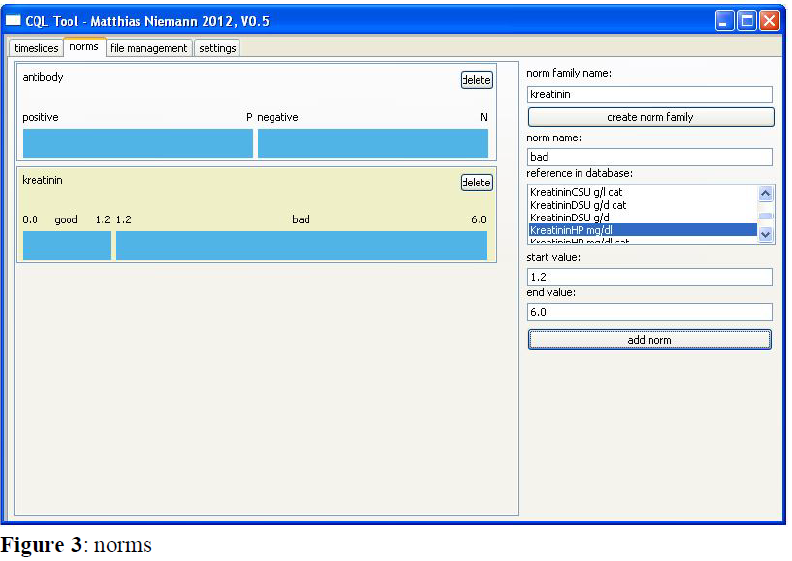 CQL Tool - Matthias Niemann 2012, V0.5
timeslices norms file management settings
antibody
delete
positive P negative N
kreatinin
delete
0.0 good 1.2 1.2 bad 6.0
norm family name:
kreatinin
create norm family
norm name:
bad
reference in database:
KreatininCSU g/l cat
KreatininDSU g/d cat
KreatininDSU g/d
KreatininHP mg/dl
KreatininHP mg/dl cat
start value:
1.2
end value:
6.0
add norm
Figure 3: norms